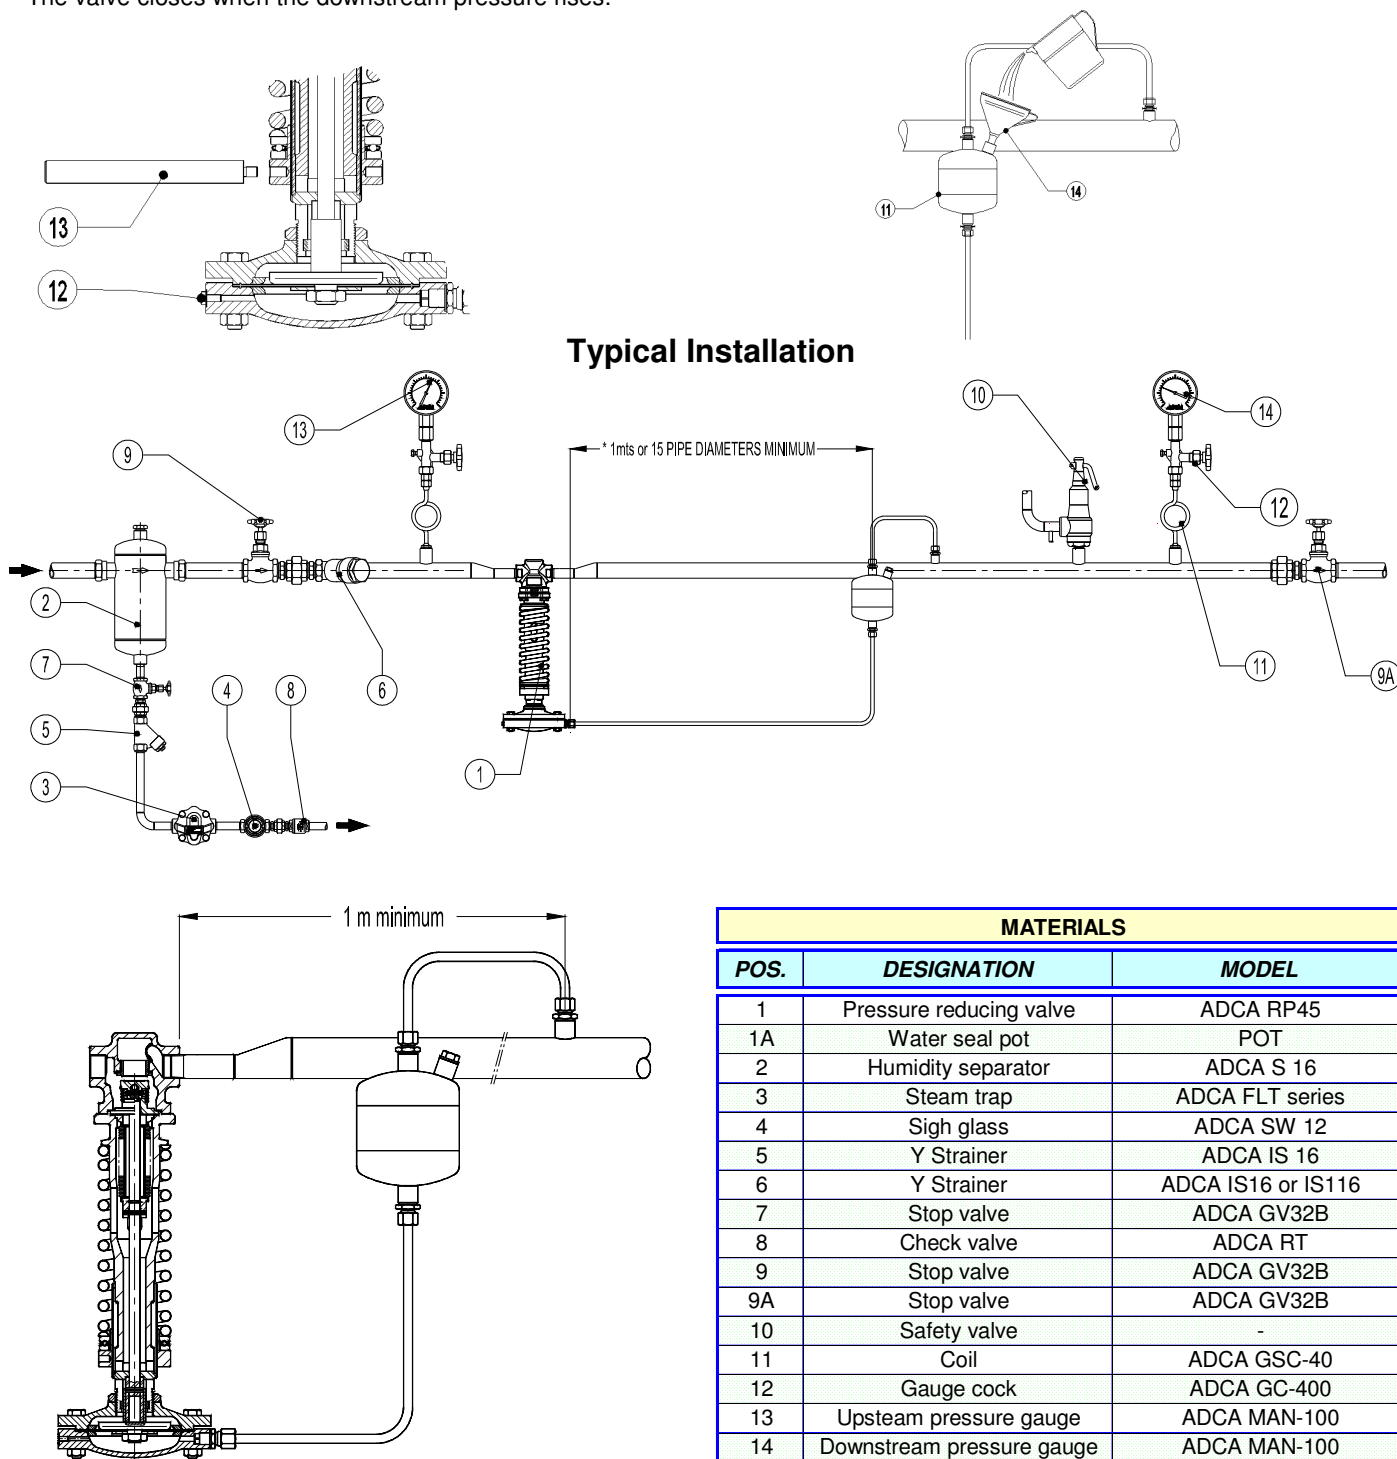 The valve closes when the downstream pressure rises.
13
12
11
14
Typical Installation
9
13
* 1mts or 15 PIPE DIAMETERS MINIMUM
10
14
12
2
7
5
3
4
8
6
1
11
9A
1 m minimum
MATERIALS
POS. DESIGNATION MODEL
1 Pressure reducing valve ADCA RP45
1A Water seal pot POT
2 Humidity separator ADCA S 16
3 Steam trap ADCA FLT series
4 Sigh glass ADCA SW 12
5 Y Strainer ADCA IS 16
6 Y Strainer ADCA IS16 or IS116
7 Stop valve ADCA GV32B
8 Check valve ADCA RT
9 Stop valve ADCA GV32B
9A Stop valve ADCA GV32B
10 Safety valve -
11 Coil ADCA GSC-40
12 Gauge cock ADCA GC-400
13 Upsteam pressure gauge ADCA MAN-100
14 Downstream pressure gauge ADCA MAN-100